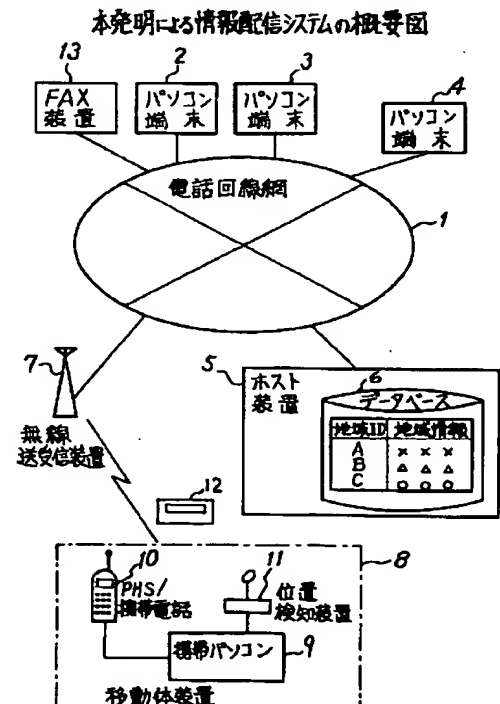 本発明による情報配信システムの概要図
13
2
3
4
FAX
装置
パソコン
端末
パソコン
端末
パソコン
端末
電話回線網
1
7
無線
送受信装置
5
ホスト
装置
6
データベース
地域ID 地域情報
A × × ×
B △ △ △
C ○ ○ ○
12
8
10
PHS/
携帯電話
11
位置
検知装置
携帯パソコン
9
移動体装置